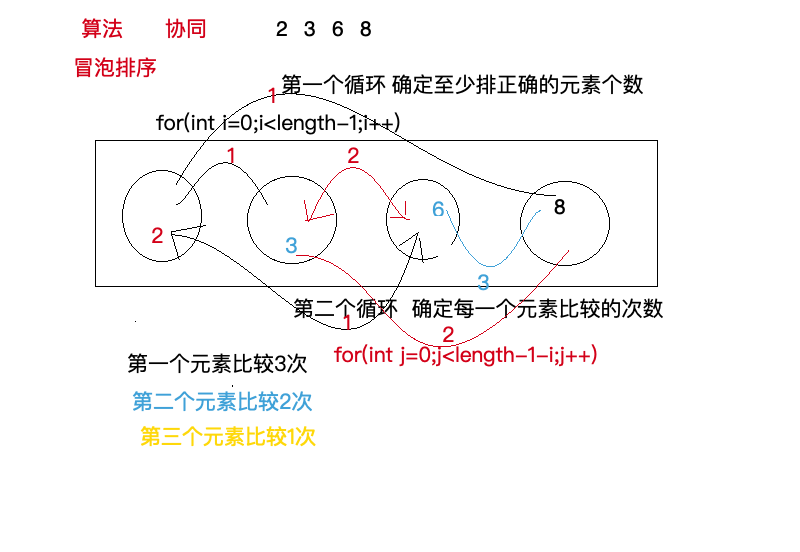 算法 协同 2 3 6 8
冒泡排序
第一个循环 确定至少排正确的元素个数
1
for(int i=0;i<length-1;i++)
1 2
2 3 6 8
3
第二个循环 确定每一个元素比较的次数
1 2
for(int j=0;j<length-1-i;j++)
第一个元素比较3次
第二个元素比较2次
第三个元素比较1次